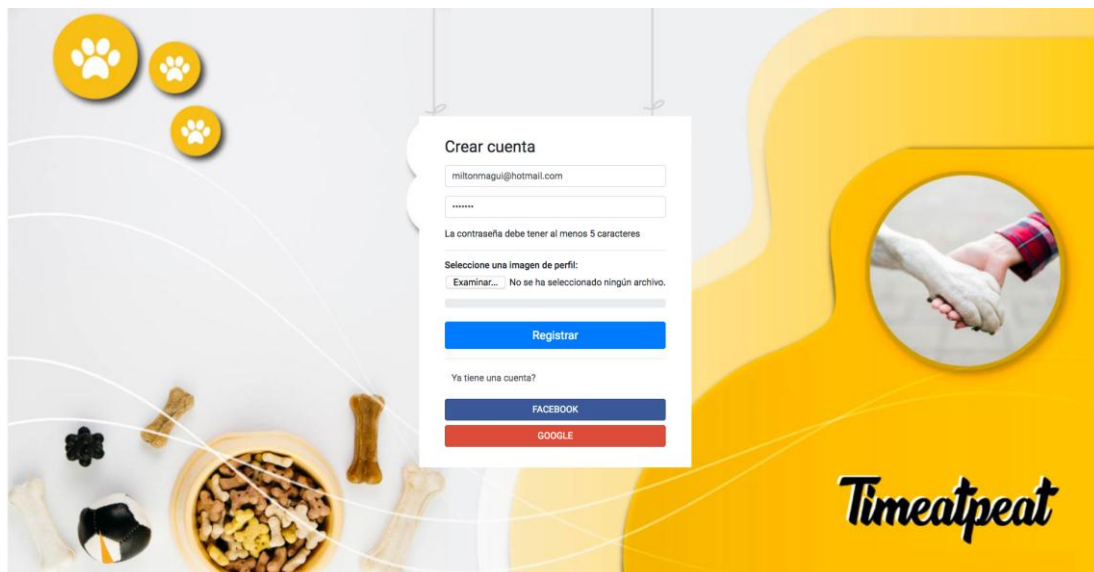 Crear cuenta
miltonmagui@hotmail.com
•••••••
La contraseña debe tener al menos 5 caracteres
Seleccione una imagen de perfil:
Examinar... No se ha seleccionado ningún archivo.
Registrar
Ya tiene una cuenta?
FACEBOOK
GOOGLE
Timeatpeat